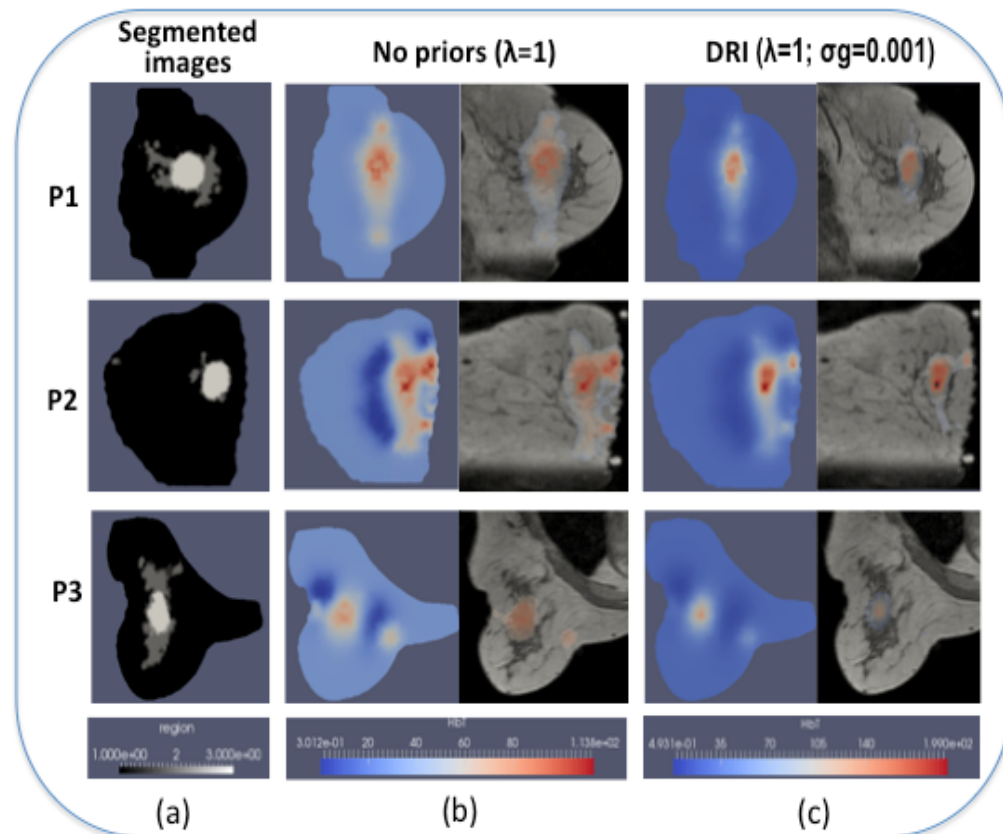 Segmented
images
No priors (λ=1)
DRI (λ=1; σg=0.001)
P1
P2
P3
region
1.000e+00 2 3.000e+00
HbT
3.012e-01 20 40 60 80 1.138e+02
HbT
4.931e-01 35 70 105 140 1.990e+02
(a)
(b)
(c)